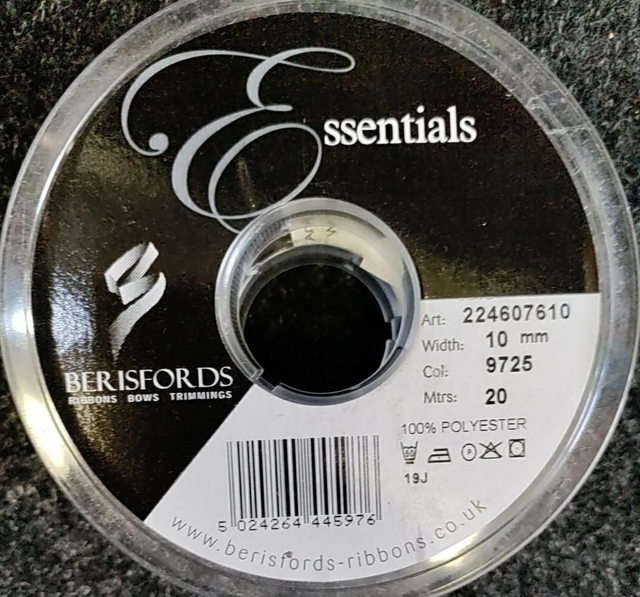 Essentials
BERISFORDS
RIBBONS BOWS TRIMMINGS
Art: 224607610
Width: 10 mm
Col: 9725
Mtrs: 20
100% POLYESTER
60
P
19J
5 024264 445976
www.berisfords-ribbons.co.uk